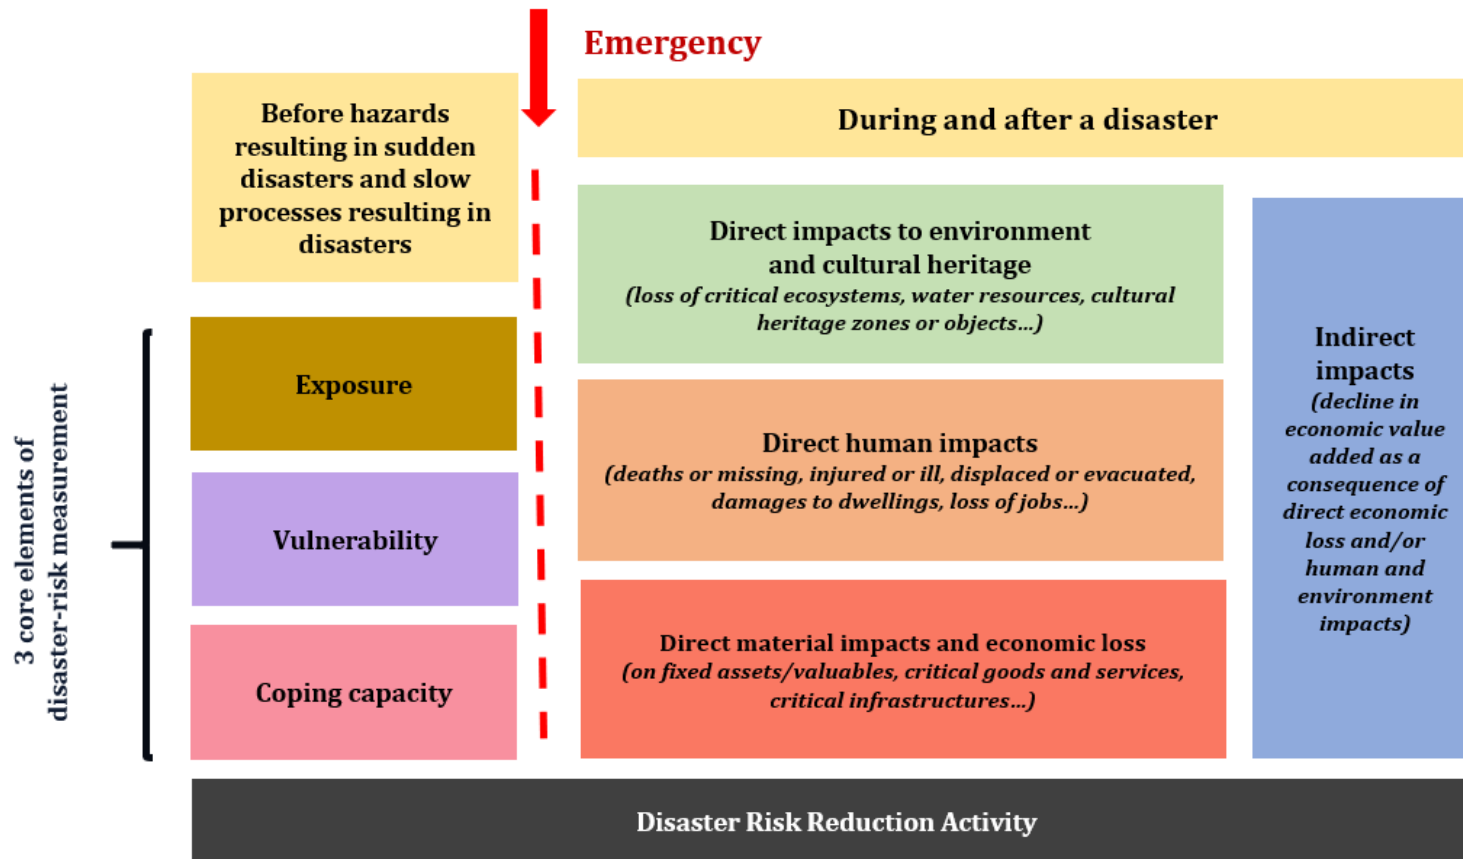 Emergency
Before hazards
resulting in sudden
disasters and slow
processes resulting in
disasters
During and after a disaster
3 core elements of
disaster-risk measurement
Exposure
Vulnerability
Coping capacity
Direct impacts to environment
and cultural heritage
(loss of critical ecosystems, water resources, cultural
heritage zones or objects...)
Direct human impacts
(deaths or missing, injured or ill, displaced or evacuated,
damages to dwellings, loss of jobs...)
Direct material impacts and economic loss
(on fixed assets/valuables, critical goods and services,
critical infrastructures...)
Indirect
impacts
(decline in
economic value
added as a
consequence of
direct economic
loss and/or
human and
environment
impacts)
Disaster Risk Reduction Activity